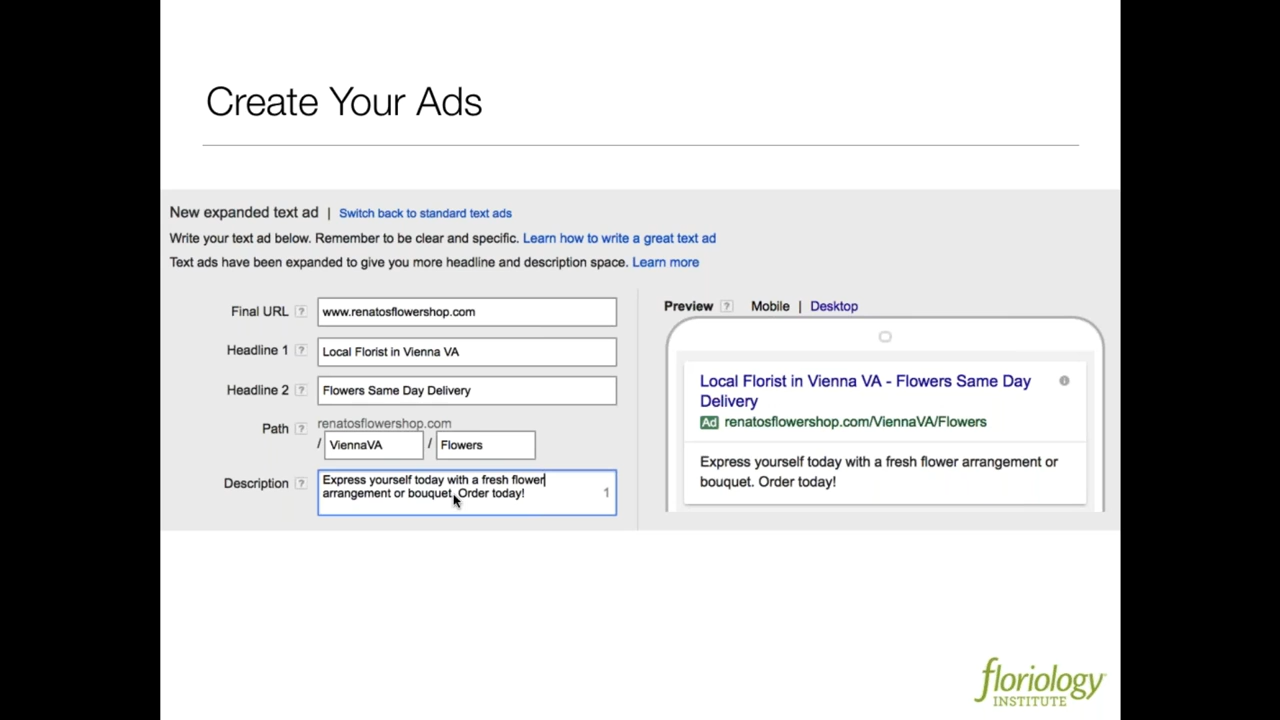 Create Your Ads
New expanded text ad | Switch back to standard text ads
Write your text ad below. Remember to be clear and specific. Learn how to write a great text ad
Text ads have been expanded to give you more headline and description space. Learn more
Final URL ? www.renatosflowershop.com
Headline 1 ? Local Florist in Vienna VA
Headline 2 ? Flowers Same Day Delivery
Path ? renatosflowershop.com
/ ViennaVA / Flowers
Description ? Express yourself today with a fresh flower
arrangement or bouquet. Order today! 1
Preview ? Mobile | Desktop
Local Florist in Vienna VA - Flowers Same Day
Delivery
Ad renatosflowershop.com/ViennaVA/Flowers
Express yourself today with a fresh flower arrangement or
bouquet. Order today!
floriology
INSTITUTE